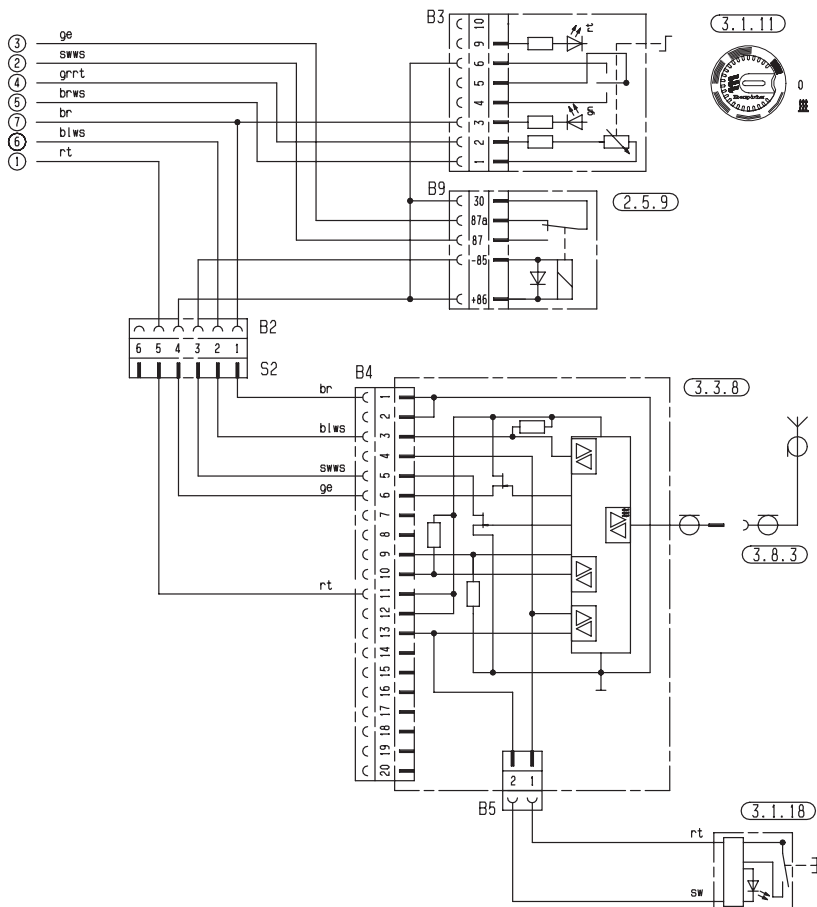 B3
3.1.11
3 ge
2 swws
4 grrt
5 brws
7 br
6 blws
1 rt
10
9
6
5
4
3
2
1
rt
0
B9
2.5.9
30
87a
87
-85
+86
B2
6 5 4 3 2 1
S2
B4
3.3.8
br
blws
swws
ge
rt
1
2
3
4
5
6
7
8
9
10
11
12
13
14
15
16
17
18
19
20
3.8.3
2 1
B5
3.1.18
rt
sw